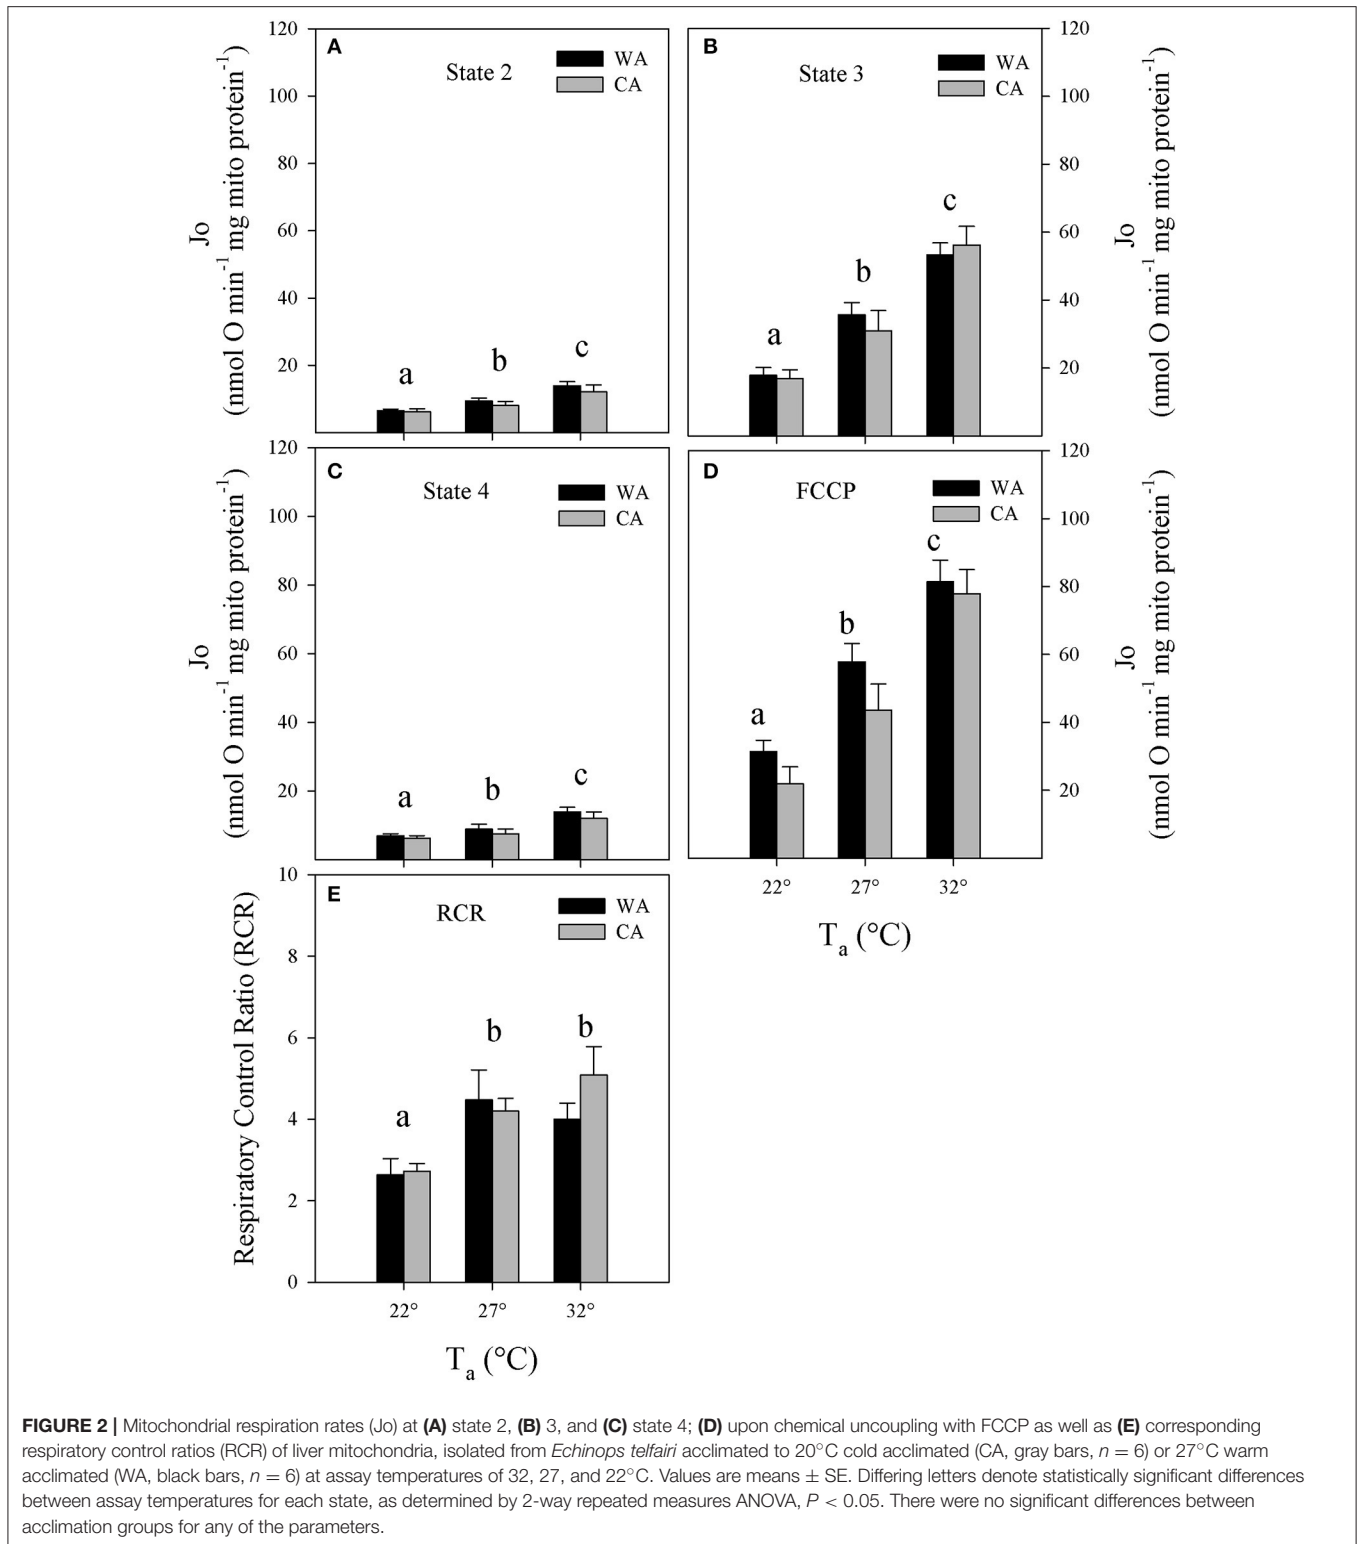 A
State 2
WA
CA
120
100
80
60
40
20
Jo
(nmol O min-1 mg mito protein-1)
a
b
c
B
State 3
WA
CA
120
100
80
60
40
20
Jo
(nmol O min-1 mg mito protein-1)
a
b
c
C
State 4
WA
CA
120
100
80
60
40
20
Jo
(nmol O min-1 mg mito protein-1)
a
b
c
D
FCCP
WA
CA
120
100
80
60
40
20
Jo
(nmol O min-1 mg mito protein-1)
a
b
c
22° 27° 32°
Ta (°C)
E
RCR
WA
CA
10
8
6
4
2
0
Respiratory Control Ratio (RCR)
a
b
b
22° 27° 32°
Ta (°C)
FIGURE 2 | Mitochondrial respiration rates (Jo) at (A) state 2, (B) 3, and (C) state 4; (D) upon chemical uncoupling with FCCP as well as (E) corresponding
respiratory control ratios (RCR) of liver mitochondria, isolated from Echinops telfairi acclimated to 20°C cold acclimated (CA, gray bars, n = 6) or 27°C warm
acclimated (WA, black bars, n = 6) at assay temperatures of 32, 27, and 22°C. Values are means ± SE. Differing letters denote statistically significant differences
between assay temperatures for each state, as determined by 2-way repeated measures ANOVA, P < 0.05. There were no significant differences between
acclimation groups for any of the parameters.